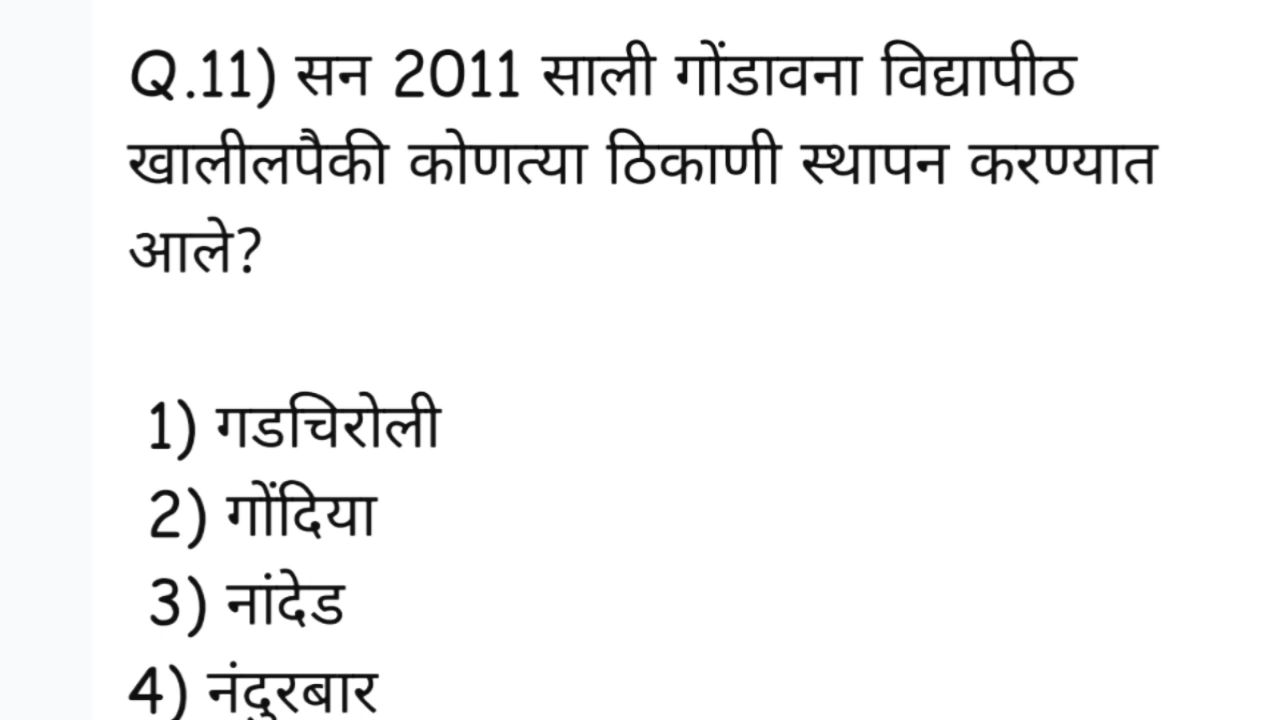 Q.11) सन 2011 साली गोंडावना विद्यापीठ
खालीलपैकी कोणत्या ठिकाणी स्थापन करण्यात
आले?
1) गडचिरोली
2) गोंदिया
3) नांदेड
4) नंदुरबार